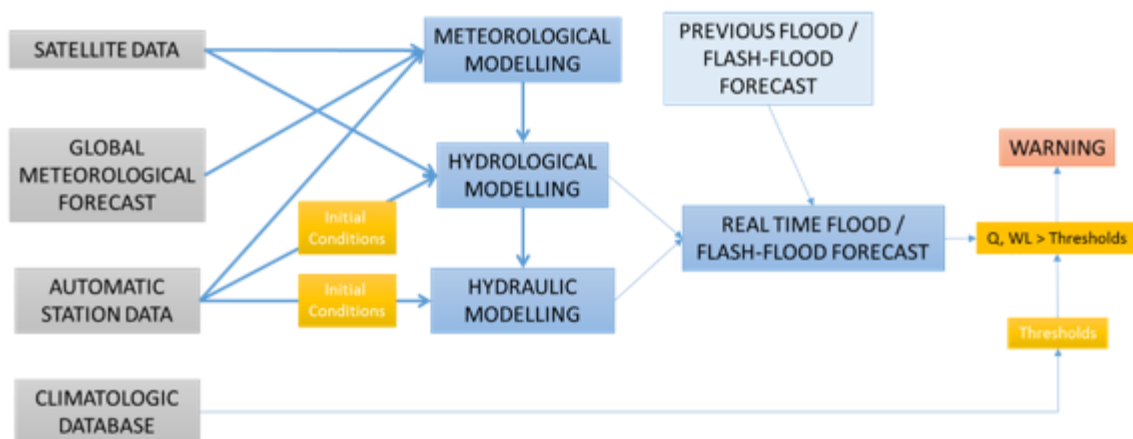 SATELLITE DATA
GLOBAL
METEOROLOGICAL
FORECAST
AUTOMATIC
STATION DATA
CLIMATOLOGIC
DATABASE
Initial
Conditions
Initial
Conditions
METEOROLOGICAL
MODELLING
HYDROLOGICAL
MODELLING
HYDRAULIC
MODELLING
PREVIOUS FLOOD /
FLASH-FLOOD
FORECAST
REAL TIME FLOOD /
FLASH-FLOOD FORECAST
WARNING
Q, WL > Thresholds
Thresholds